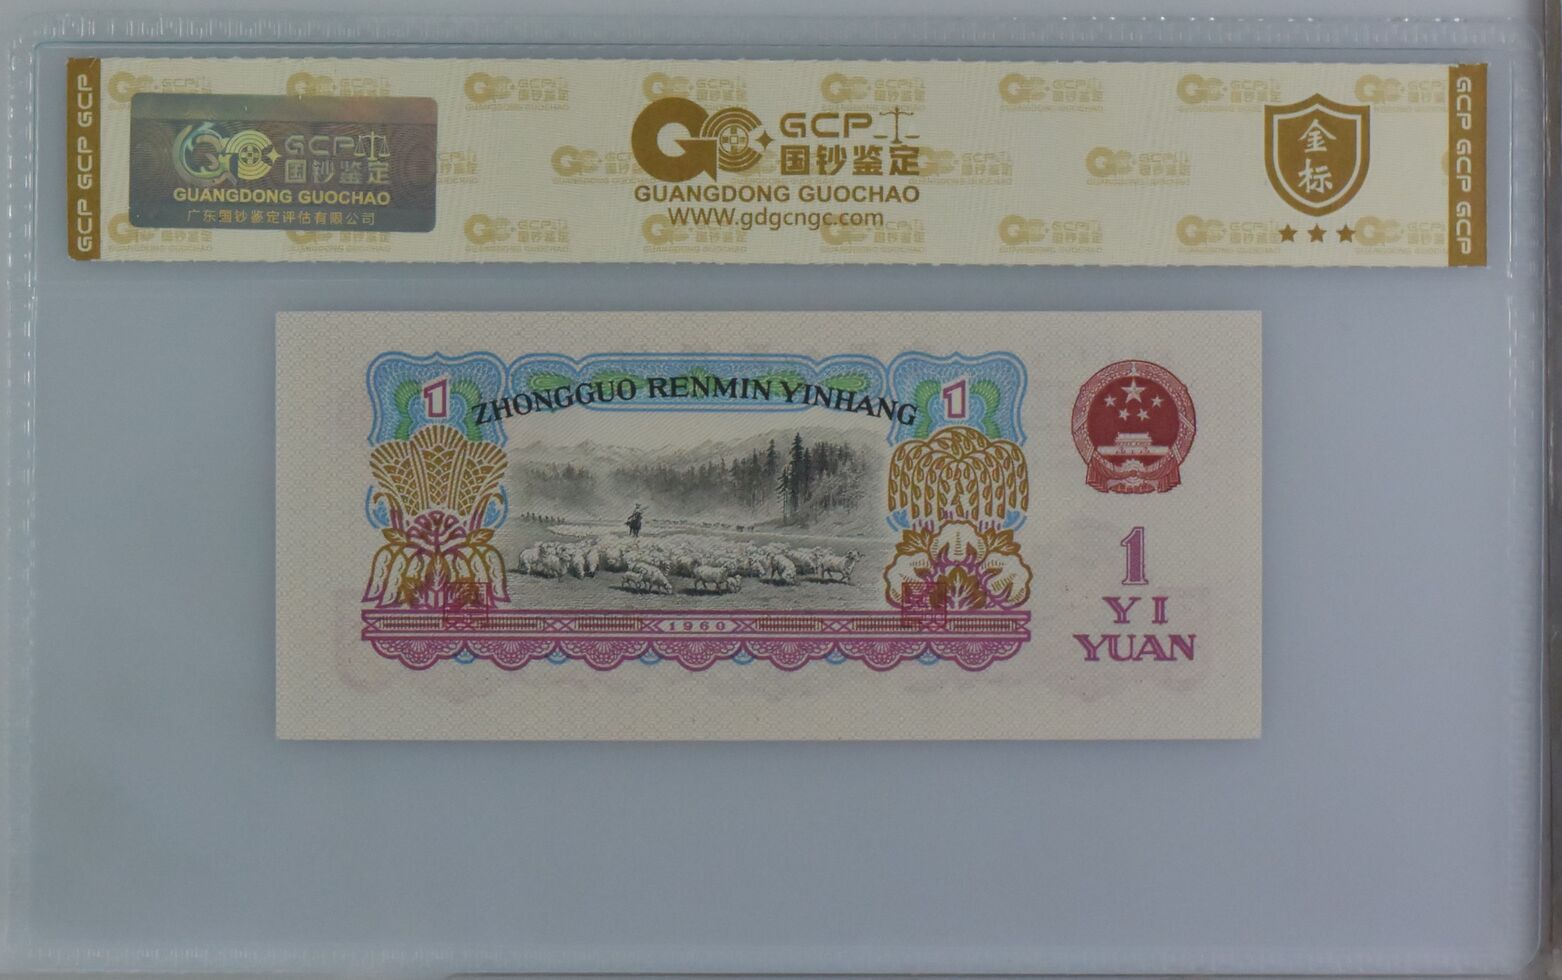 GCP GCP GCP
GCP
国钞鉴定
GUANGDONG GUOCHAO
广东国钞鉴定评估有限公司
GCP
国钞鉴定
GUANGDONG GUOCHAO
WWW.gdgcngc.com
金标
GCP GCP GCP
1
ZHONGGUO RENMIN YINHANG
1
1960
1
YI
YUAN